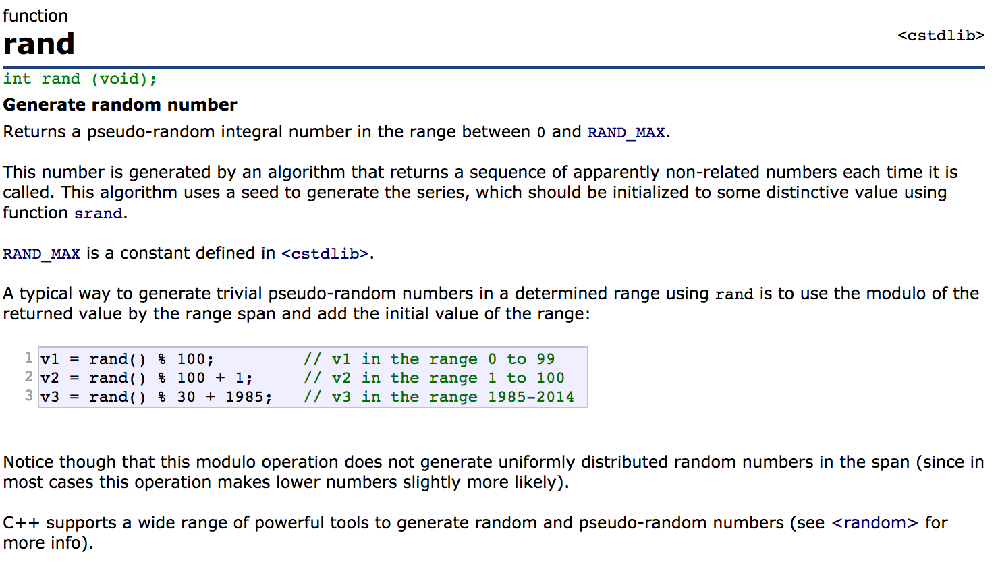 function
rand
<cstdlib>
int rand (void);
Generate random number
Returns a pseudo-random integral number in the range between 0 and RAND_MAX.
This number is generated by an algorithm that returns a sequence of apparently non-related numbers each time it is
called. This algorithm uses a seed to generate the series, which should be initialized to some distinctive value using
function srand.
RAND_MAX is a constant defined in <cstdlib>.
A typical way to generate trivial pseudo-random numbers in a determined range using rand is to use the modulo of the
returned value by the range span and add the initial value of the range:
1 v1 = rand() % 100;         // v1 in the range 0 to 99
2 v2 = rand() % 100 + 1;     // v2 in the range 1 to 100
3 v3 = rand() % 30 + 1985;   // v3 in the range 1985-2014
Notice though that this modulo operation does not generate uniformly distributed random numbers in the span (since in
most cases this operation makes lower numbers slightly more likely).
C++ supports a wide range of powerful tools to generate random and pseudo-random numbers (see <random> for
more info).